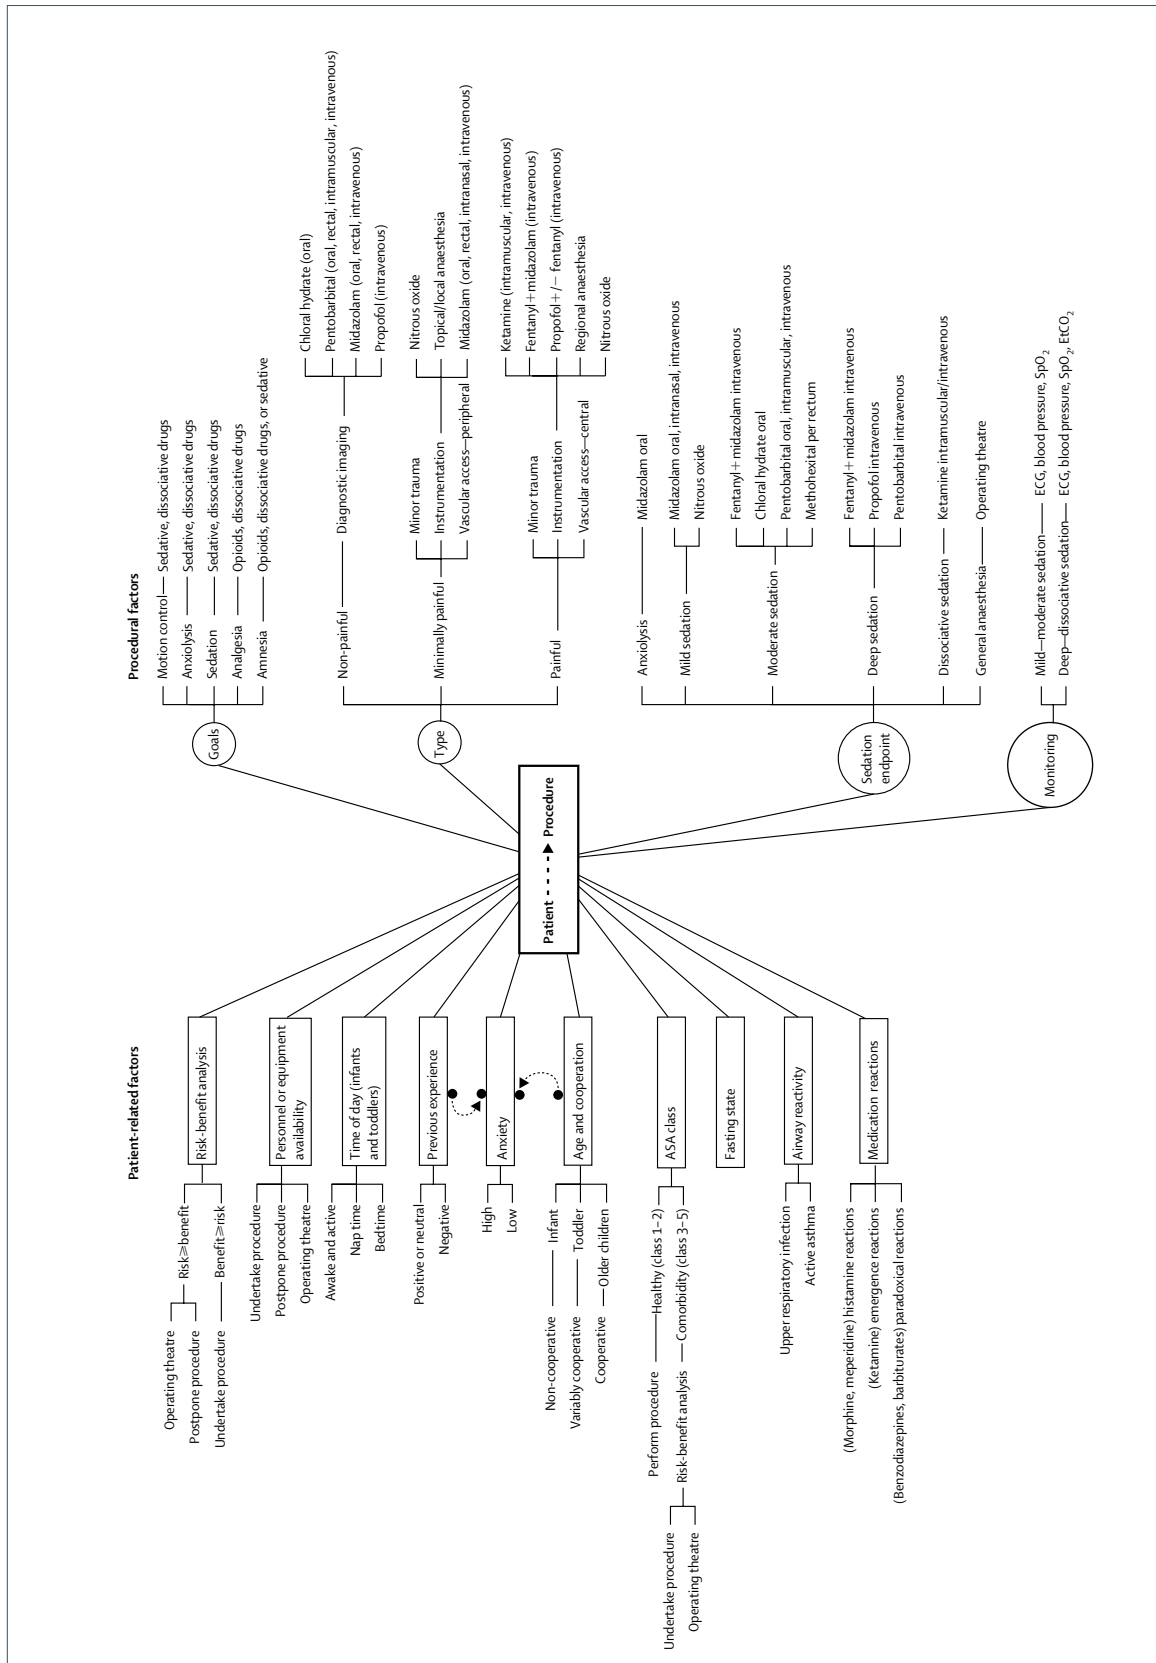 Patient-related factors
Risk-benefit analysis
Risk⩾benefit
Operating theatre
Postpone procedure
Benefit⩾risk
Undertake procedure
Personnel or equipment
availability
Undertake procedure
Postpone procedure
Operating theatre
Time of day (infants
and toddlers)
Awake and active
Nap time
Bedtime
Previous experience
Positive or neutral
Negative
Anxiety
High
Low
Age and cooperation
Infant
Non-cooperative
Toddler
Variably cooperative
Older children
Cooperative
ASA class
Healthy (class 1–2)
Perform procedure
Comorbidity (class 3–5)
Risk-benefit analysis
Undertake procedure
Operating theatre
Fasting state
Airway reactivity
Upper respiratory infection
Active asthma
Medication reactions
(Morphine, meperidine) histamine reactions
(Ketamine) emergence reactions
(Benzodiazepines, barbiturates) paradoxical reactions
Patient
Procedure
Procedural factors
Goals
Motion control
Sedative, dissociative drugs
Anxiolysis
Sedative, dissociative drugs
Sedation
Sedative, dissociative drugs
Analgesia
Opioids, dissociative drugs
Amnesia
Opioids, dissociative drugs, or sedative
Type
Non-painful
Diagnostic imaging
Chloral hydrate (oral)
Pentobarbital (oral, rectal, intramuscular, intravenous)
Midazolam (oral, rectal, intravenous)
Propofol (intravenous)
Minimally painful
Minor trauma
Instrumentation
Vascular access—peripheral
Nitrous oxide
Topical/local anaesthesia
Midazolam (oral, rectal, intranasal, intravenous)
Painful
Minor trauma
Instrumentation
Vascular access—central
Ketamine (intramuscular, intravenous)
Fentanyl+midazolam (intravenous)
Propofol+/− fentanyl (intravenous)
Regional anaesthesia
Nitrous oxide
Sedation
endpoint
Anxiolysis
Midazolam oral
Mild sedation
Midazolam oral, intranasal, intravenous
Nitrous oxide
Moderate sedation
Fentanyl+ midazolam intravenous
Chloral hydrate oral
Pentobarbital oral, intramuscular, intravenous
Methohexital per rectum
Deep sedation
Fentanyl+ midazolam intravenous
Propofol intravenous
Pentobarbital intravenous
Dissociative sedation
Ketamine intramuscular/intravenous
General anaesthesia
Operating theatre
Monitoring
Mild—moderate sedation
ECG, blood pressure, SpO₂
Deep—dissociative sedation
ECG, blood pressure, SpO₂, EtCO₂